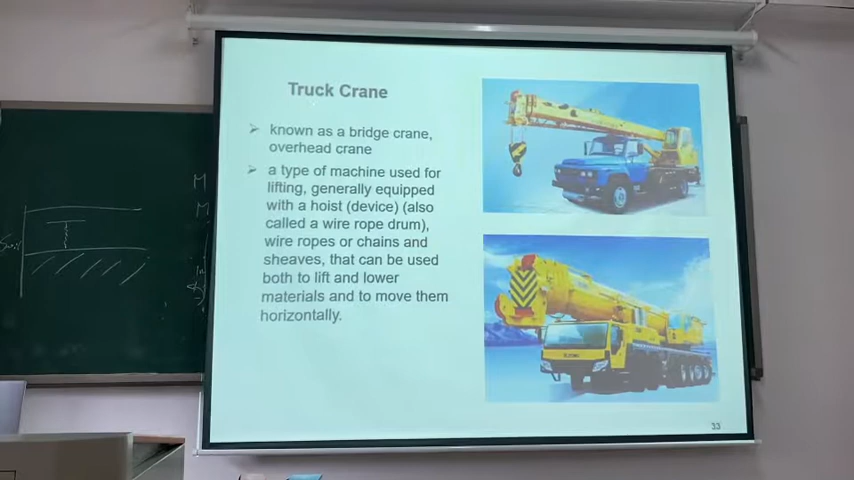 Truck Crane
➢ known as a bridge crane,
overhead crane
➢ a type of machine used for
lifting, generally equipped
with a hoist (device) (also
called a wire rope drum),
wire ropes or chains and
sheaves, that can be used
both to lift and lower
materials and to move them
horizontally.
33
M
M